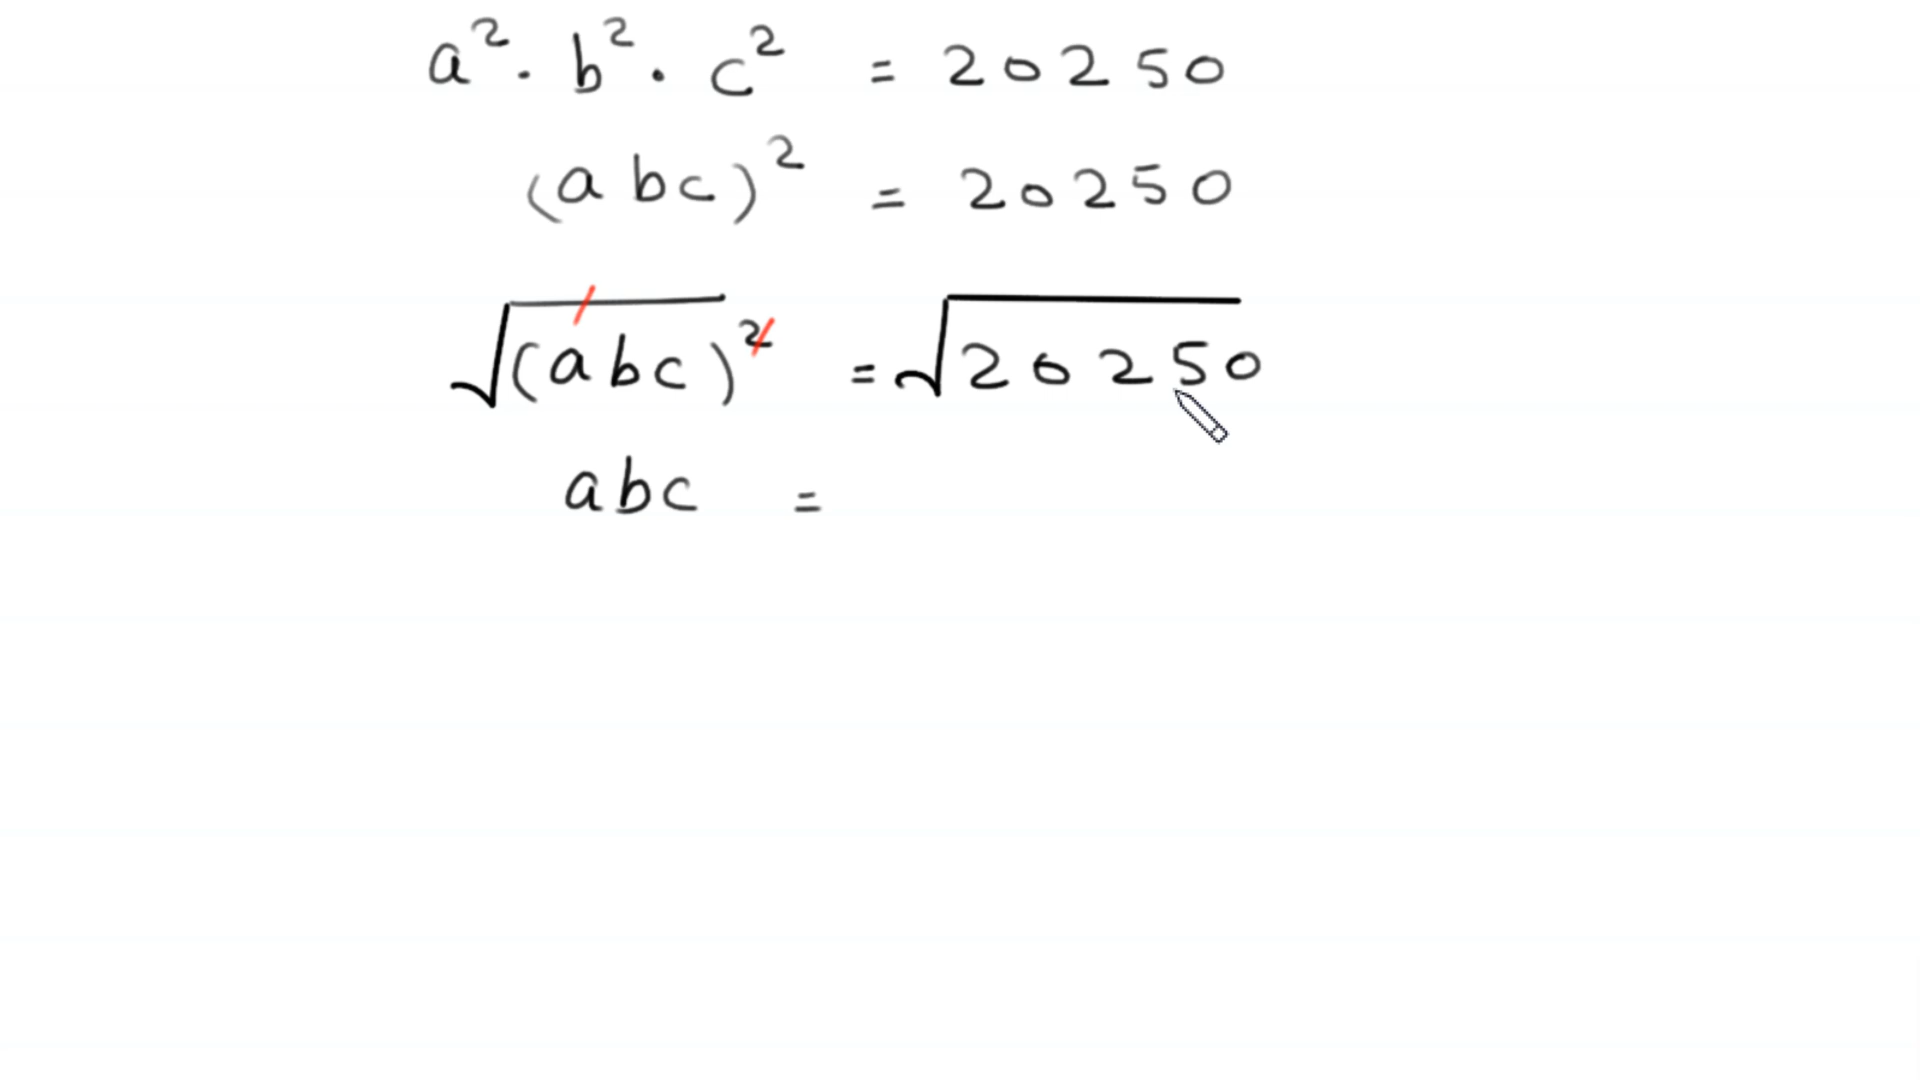 a² · b² · c² = 20250
(abc)² = 20250
√(abc)² = √20250
abc =